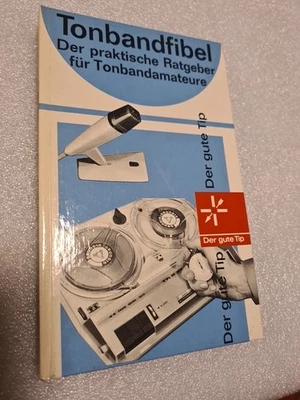 Tonbandfibel
Der praktische Ratgeber
für Tonbandamateure
Der gute Tip
Der gute Tip
Der gute Tip